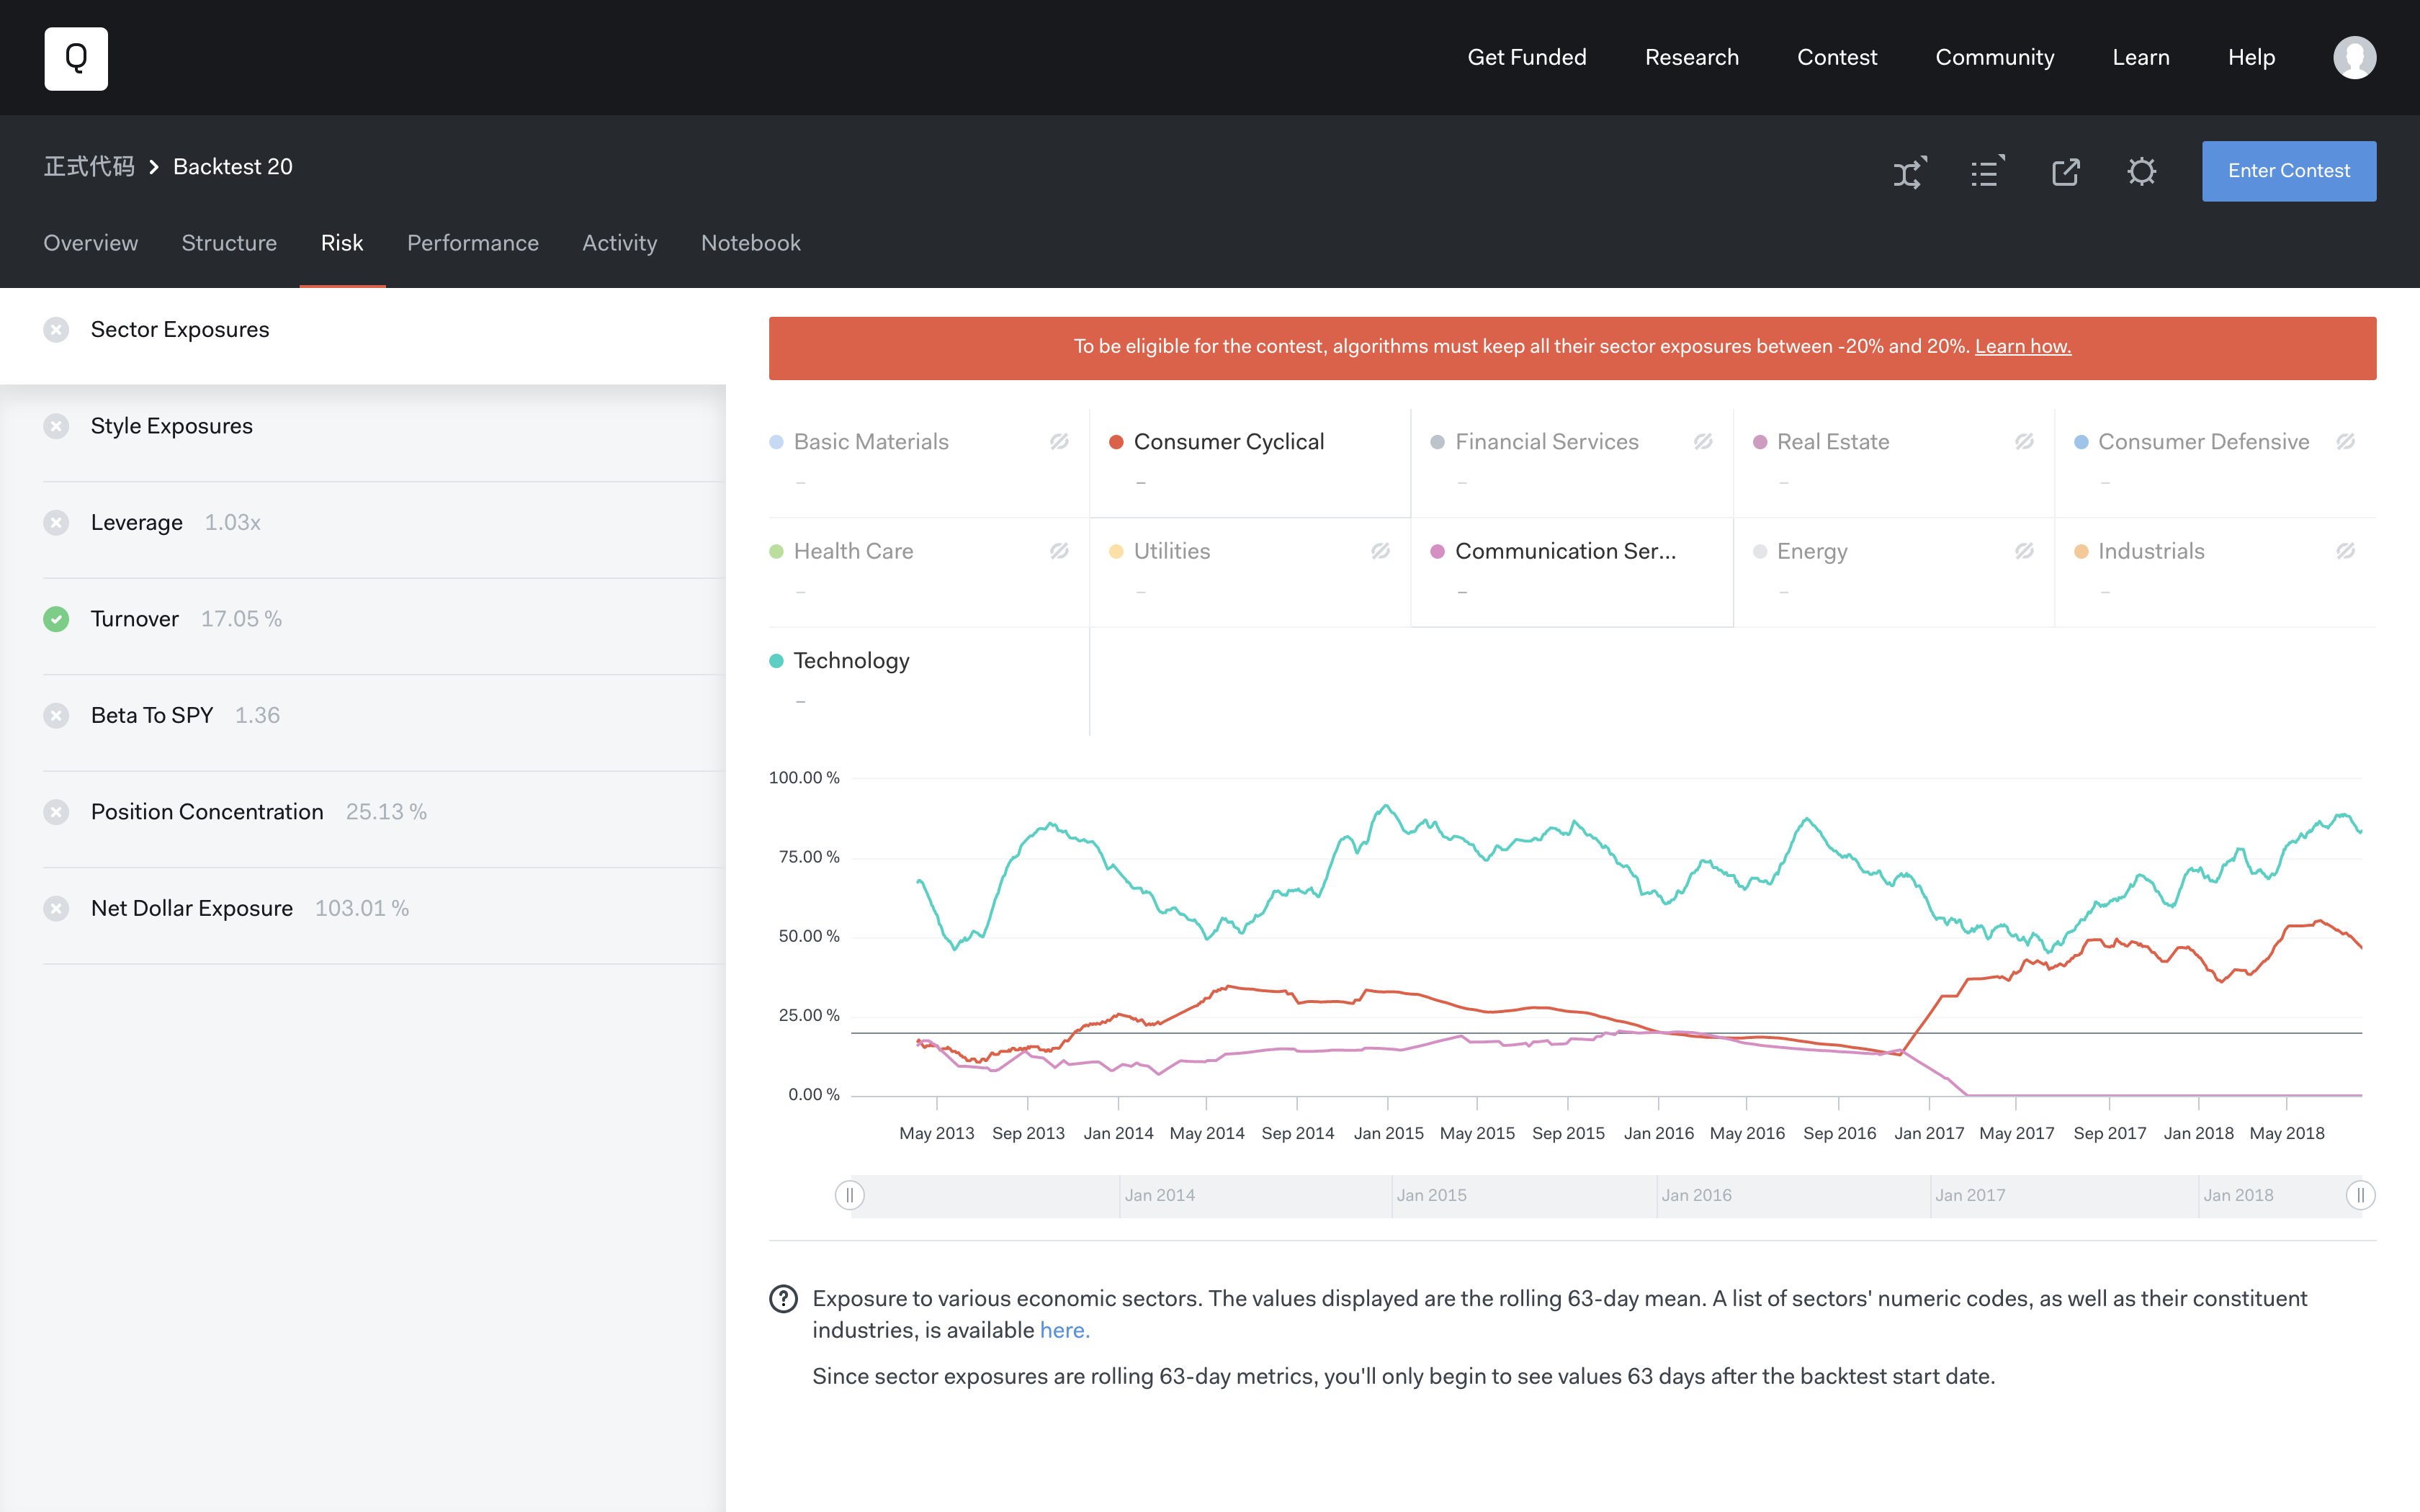 Q
Get Funded Research Contest Community Learn Help
正式代码 > Backtest 20
Enter Contest
Overview Structure Risk Performance Activity Notebook
Sector Exposures
Style Exposures
Leverage 1.03x
Turnover 17.05 %
Beta To SPY 1.36
Position Concentration 25.13 %
Net Dollar Exposure 103.01 %
To be eligible for the contest, algorithms must keep all their sector exposures between -20% and 20%. Learn how.
Basic Materials Consumer Cyclical Financial Services Real Estate Consumer Defensive
– – – – –
Health Care Utilities Communication Ser... Energy Industrials
– – – – –
Technology
–
100.00 %
75.00 %
50.00 %
25.00 %
0.00 %
May 2013 Sep 2013 Jan 2014 May 2014 Sep 2014 Jan 2015 May 2015 Sep 2015 Jan 2016 May 2016 Sep 2016 Jan 2017 May 2017 Sep 2017 Jan 2018 May 2018
Jan 2014 Jan 2015 Jan 2016 Jan 2017 Jan 2018
? Exposure to various economic sectors. The values displayed are the rolling 63-day mean. A list of sectors' numeric codes, as well as their constituent
industries, is available here.
Since sector exposures are rolling 63-day metrics, you'll only begin to see values 63 days after the backtest start date.